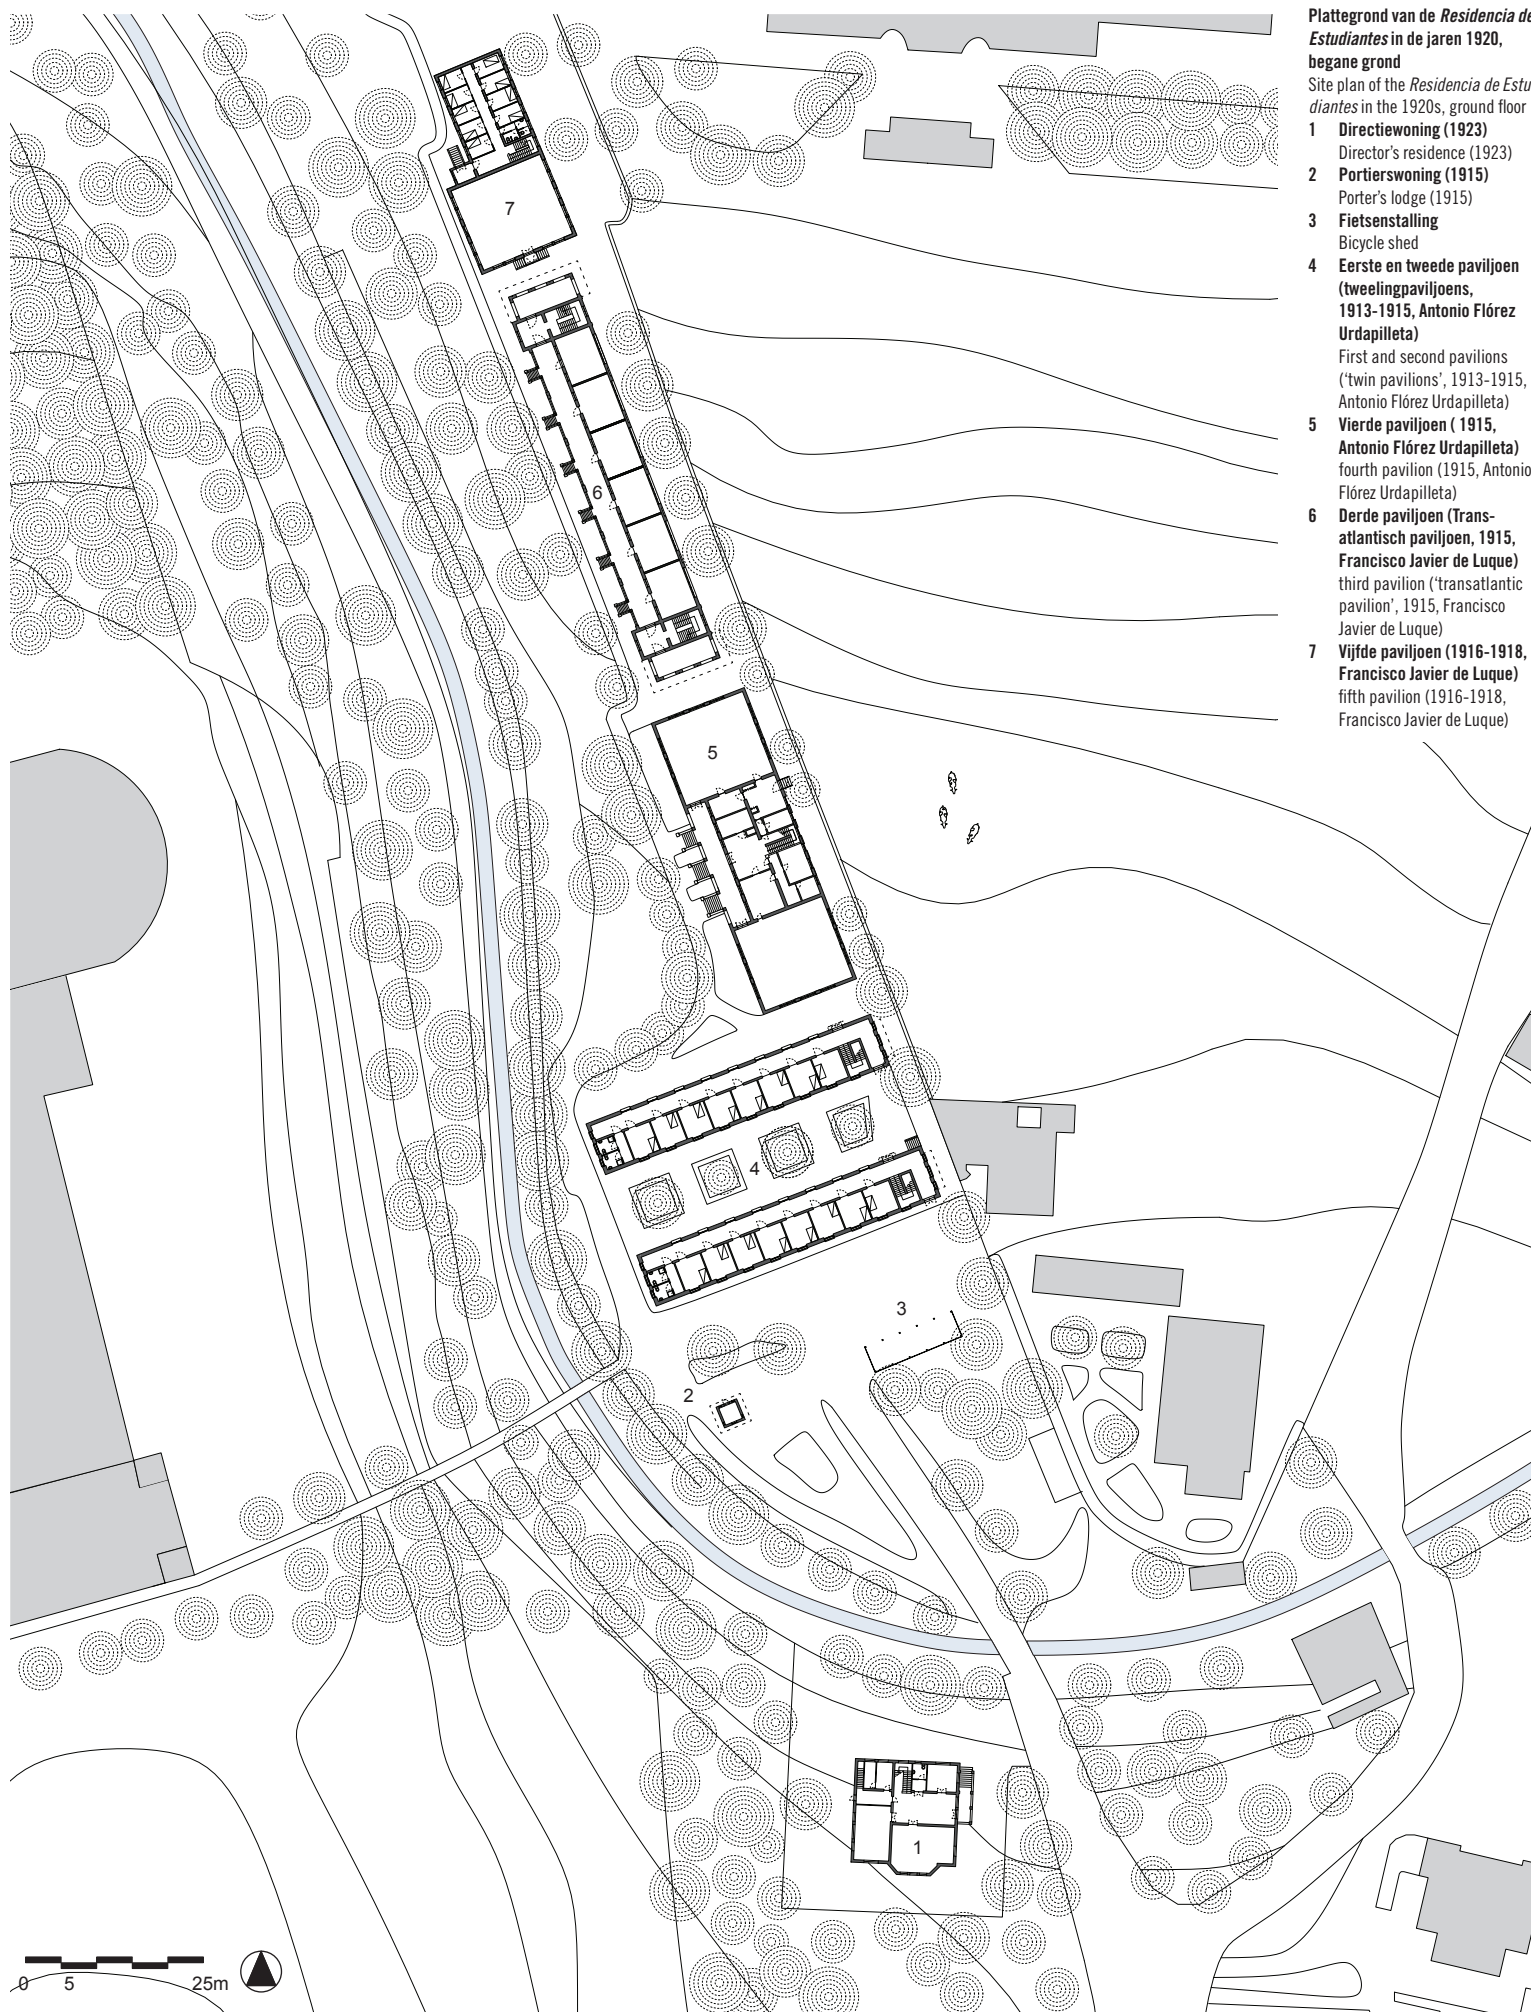 Plattegrond van de Residencia de
Estudiantes in de jaren 1920,
begane grond
Site plan of the Residencia de Estu
diantes in the 1920s, ground floor
1 Directiewoning (1923)
Director's residence (1923)
2 Portierswoning (1915)
Porter's lodge (1915)
3 Fietsenstalling
Bicycle shed
4 Eerste en tweede paviljoen
(tweelingpaviljoens,
1913-1915, Antonio Flórez
Urdapilleta)
First and second pavilions
(‘twin pavilions’, 1913-1915,
Antonio Flórez Urdapilleta)
5 Vierde paviljoen ( 1915,
Antonio Flórez Urdapilleta)
fourth pavilion (1915, Antonio
Flórez Urdapilleta)
6 Derde paviljoen (Trans-
atlantisch paviljoen, 1915,
Francisco Javier de Luque)
third pavilion (‘transatlantic
pavilion’, 1915, Francisco
Javier de Luque)
7 Vijfde paviljoen (1916-1918,
Francisco Javier de Luque)
fifth pavilion (1916-1918,
Francisco Javier de Luque)
7
6
5
4
3
2
1
0 5 25m